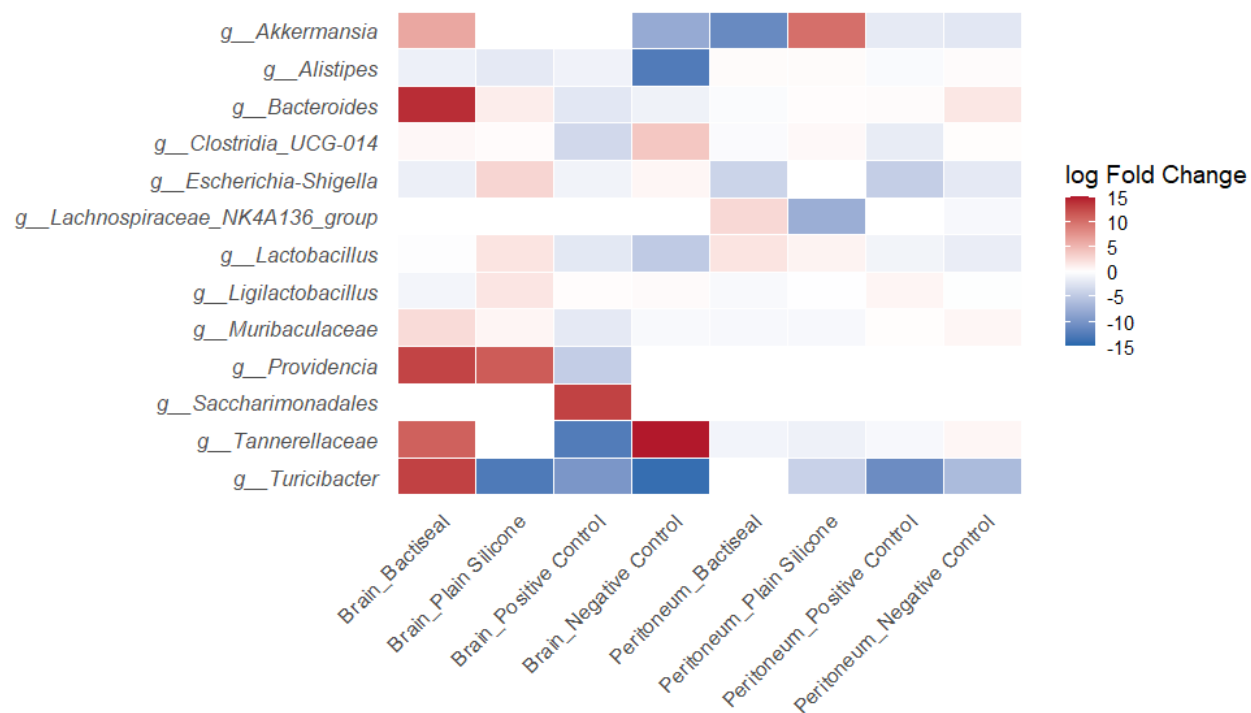 g__Akkermansia
g__Alistipes
g__Bacteroides
g__Clostridia_UCG-014
g__Escherichia-Shigella
g__Lachnospiraceae_NK4A136_group
g__Lactobacillus
g__Ligilactobacillus
g__Muribaculaceae
g__Providencia
g__Saccharimonadales
g__Tannerellaceae
g__Turicibacter
Brain_Bactiseal
Brain_Plain Silicone
Brain_Positive Control
Brain_Negative Control
Peritoneum_Bactiseal
Peritoneum_Plain Silicone
Peritoneum_Positive Control
Peritoneum_Negative Control
log Fold Change
15
10
5
0
-5
-10
-15